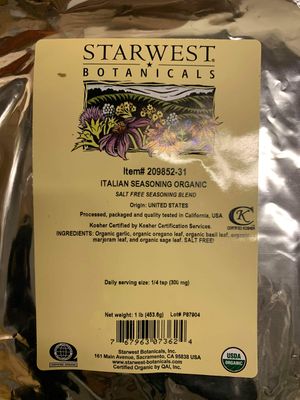 STARWEST®
BOTANICALS
Item# 209852-31
ITALIAN SEASONING ORGANIC
SALT FREE SEASONING BLEND
Origin: UNITED STATES
Processed, packaged and quality tested in California, USA
Kosher Certified by Kosher Certification Services.
INGREDIENTS: Organic garlic, organic oregano leaf, organic basil leaf, organic
marjoram leaf, and organic sage leaf. SALT FREE!
K
CERTIFIED KOSHER
Daily serving size: 1/4 tsp (300 mg)
Net weight: 1 lb (453.6g) Lot# P87904
7 67963 07362 4
Starwest Botanicals, Inc.
161 Main Avenue, Sacramento, CA 95838 USA
www.starwest-botanicals.com
Certified Organic by QAI, Inc.
USDA
ORGANIC